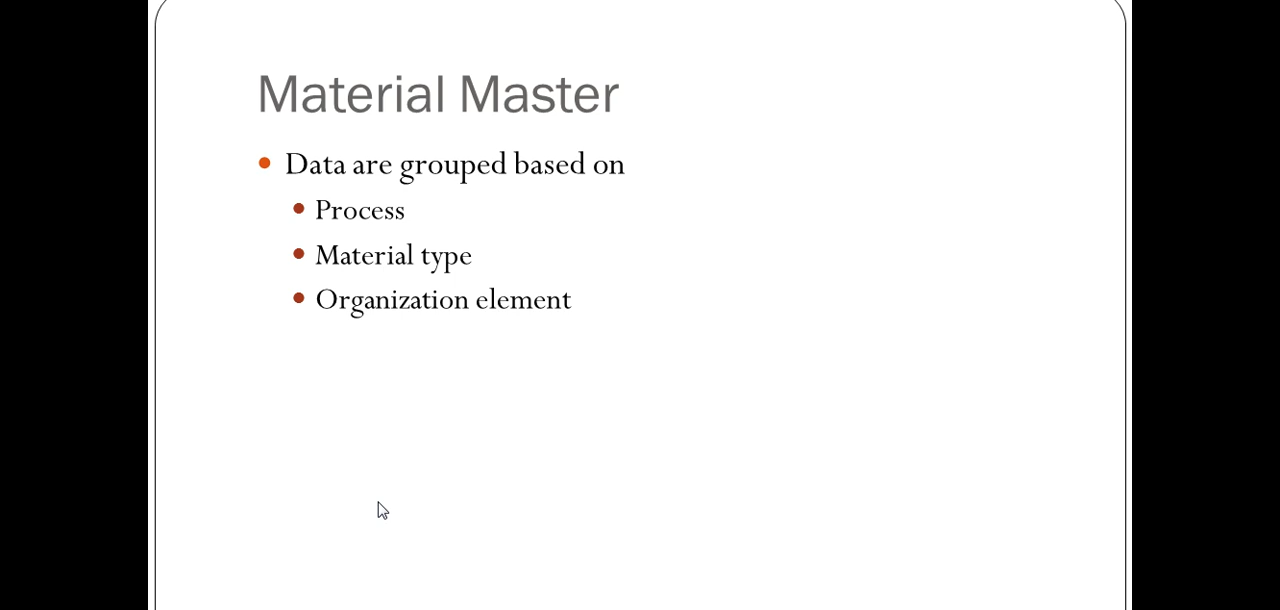 Material Master
Data are grouped based on
Process
Material type
Organization element